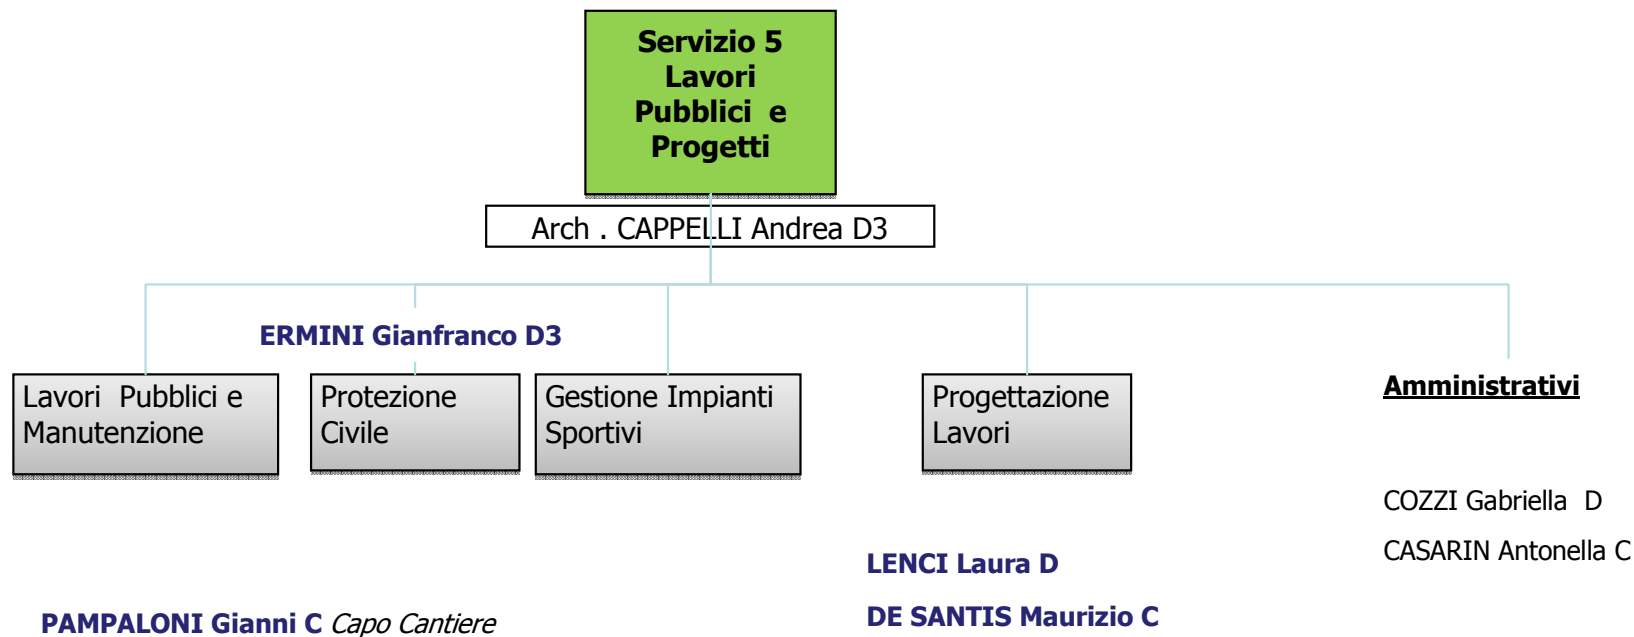 Servizio 5
Lavori
Pubblici e
Progetti
Arch . CAPPELLI Andrea D3
ERMINI Gianfranco D3
Lavori Pubblici e
Manutenzione
Protezione
Civile
Gestione Impianti
Sportivi
Progettazione
Lavori
Amministrativi
COZZI Gabriella D
CASARIN Antonella C
LENCI Laura D
DE SANTIS Maurizio C
PAMPALONI Gianni C Capo Cantiere